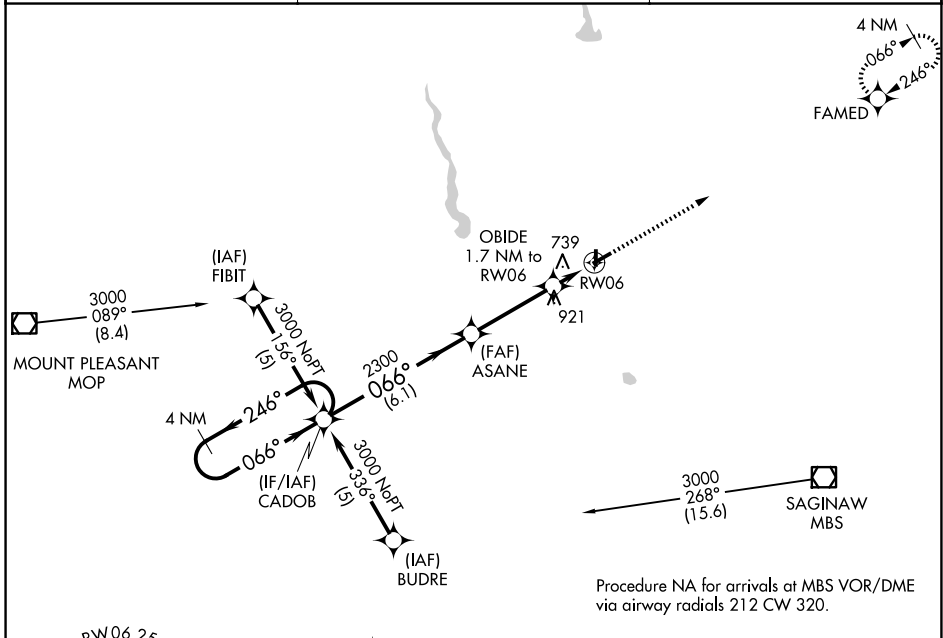 4 NM
066°
246°
FAMED
OBIDE
1.7 NM to
RW06
739
RW06
921
(IAF)
FIBIT
3000
089°
(8.4)
MOUNT PLEASANT
MOP
3000 NoPT
156°
(5)
2300
066°
(6.1)
(FAF)
ASANE
4 NM
246°
066°
(IF/IAF)
CADOB
3000 NoPT
336°
(5)
(IAF)
BUDRE
3000
268°
(15.6)
SAGINAW
MBS
Procedure NA for arrivals at MBS VOR/DME
via airway radials 212 CW 320.
RW06 25